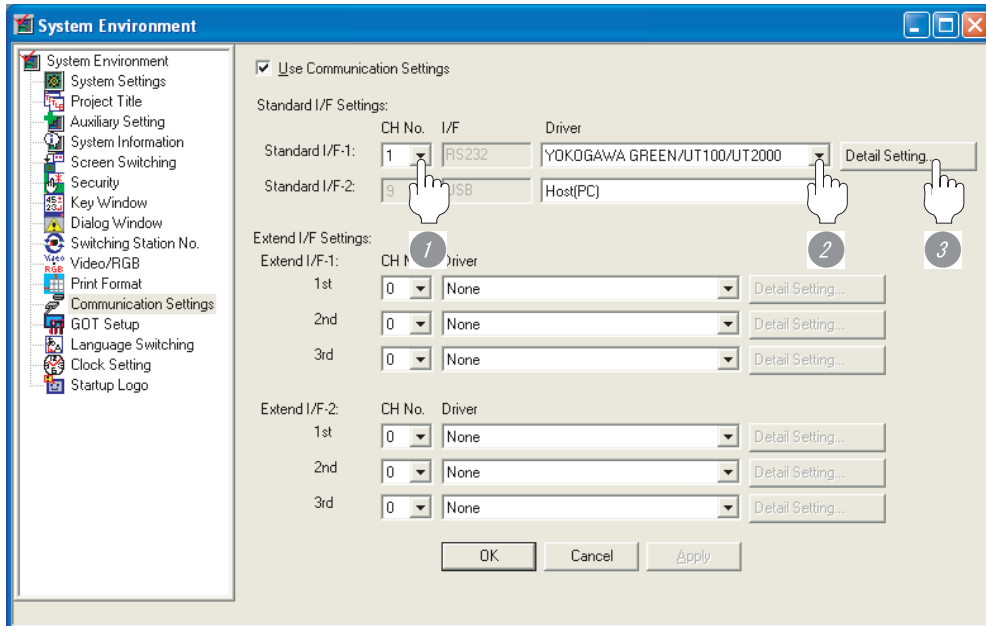 System Environment
System Environment
System Settings
Project Title
Auxiliary Setting
System Information
Screen Switching
Security
Key Window
Dialog Window
Switching Station No.
Video/RGB
Print Format
Communication Settings
GOT Setup
Language Switching
Clock Setting
Startup Logo
Use Communication Settings
Standard I/F Settings:
CH No. I/F Driver
Standard I/F-1: 1 RS232 YOKOGAWA GREEN/UT100/UT2000 Detail Setting...
Standard I/F-2: 9 USB Host(PC)
1 2 3
Extend I/F Settings:
Extend I/F-1: CH Driver
1st 0 None Detail Setting...
2nd 0 None Detail Setting...
3rd 0 None Detail Setting...
Extend I/F-2: CH No. Driver
1st 0 None Detail Setting...
2nd 0 None Detail Setting...
3rd 0 None Detail Setting...
OK Cancel Apply